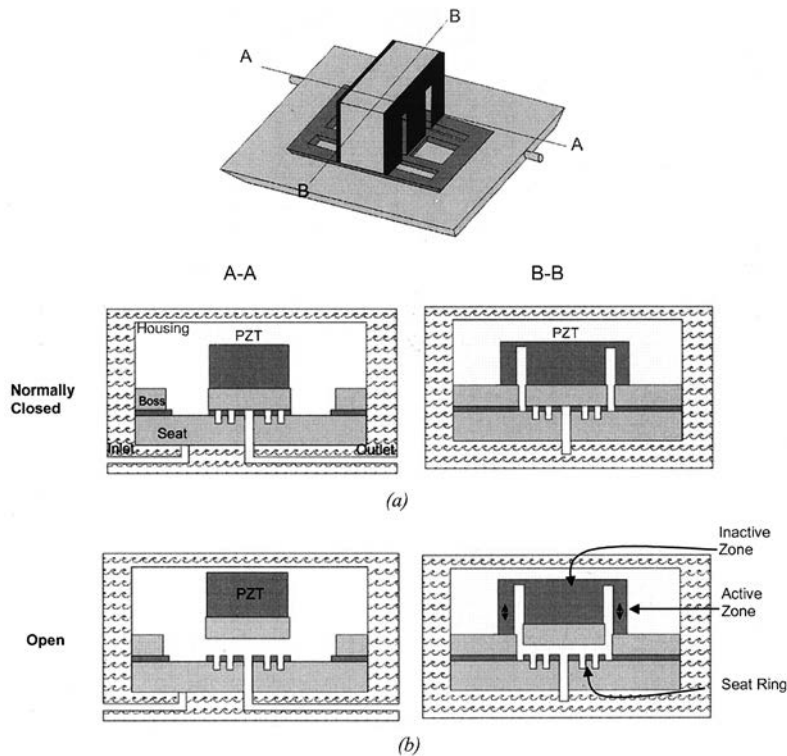 B
A
A
B
A-A
B-B
Housing
PZT
PZT
Normally
Closed
Boss
Seat
Inlet
Outlet
(a)
Inactive
Zone
PZT
Active
Zone
Open
Seat Ring
(b)